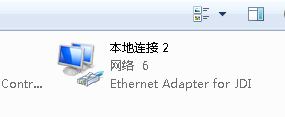 本地连接 2
网络 6
Contr... Ethernet Adapter for JDI